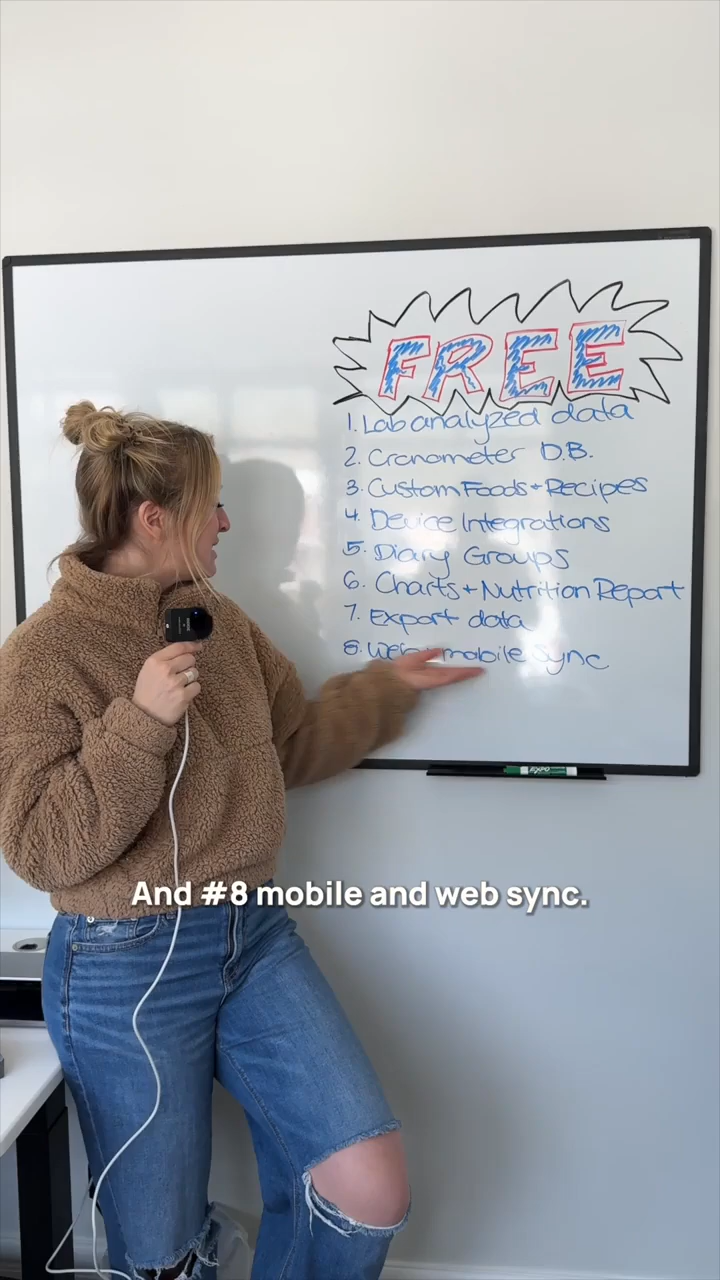 FREE
1. Lab analyzed data
2. Cronometer D.B.
3. Custom Foods + Recipes
4. Device Integrations
5. Diary Groups
6. Charts + Nutrition Report
7. Export data
8. Web mobile sync
EXPO
And #8 mobile and web sync.